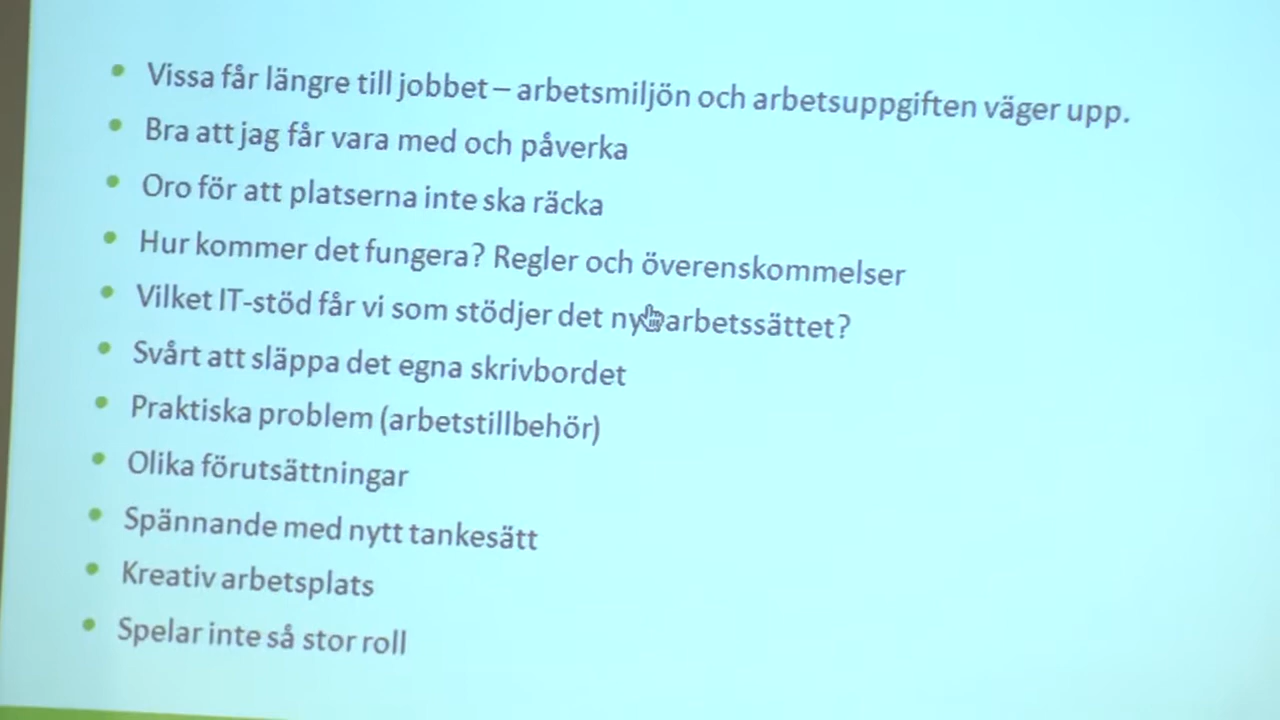 Vissa får längre till jobbet – arbetsmiljön och arbetsuppgiften väger upp.
Bra att jag får vara med och påverka
Oro för att platserna inte ska räcka
Hur kommer det fungera? Regler och överenskommelser
Vilket IT-stöd får vi som stödjer det nya arbetssättet?
Svårt att släppa det egna skrivbordet
Praktiska problem (arbetstillbehör)
Olika förutsättningar
Spännande med nytt tankesätt
Kreativ arbetsplats
Spelar inte så stor roll